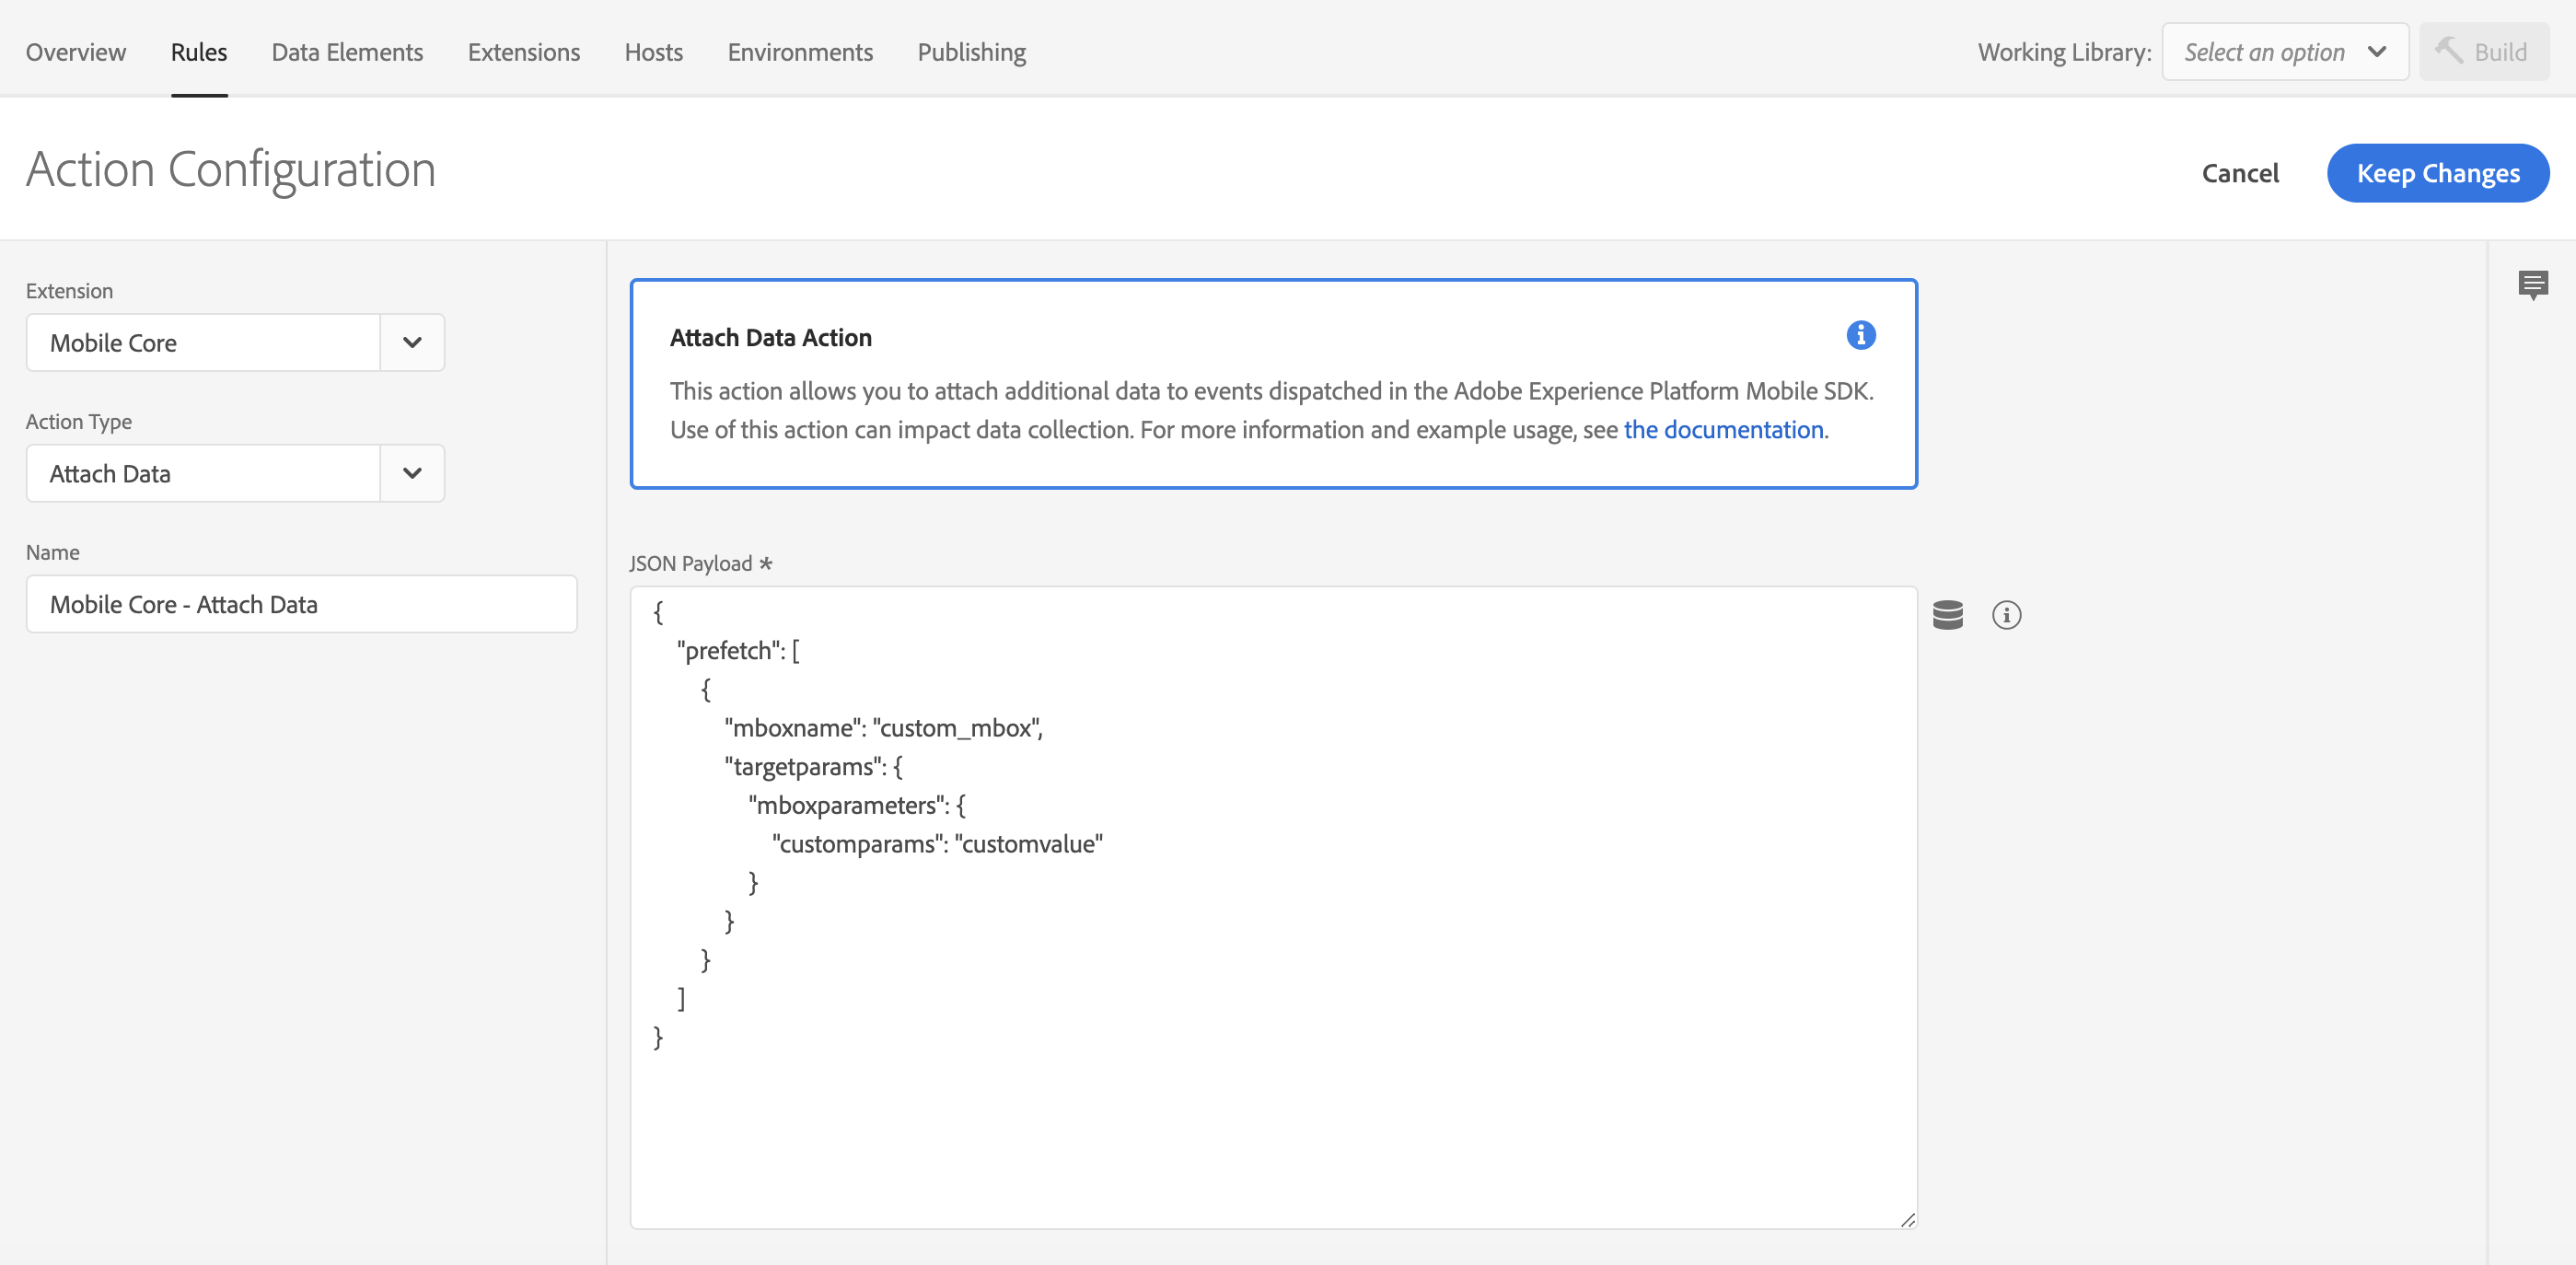 Overview Rules Data Elements Extensions Hosts Environments Publishing Working Library: Select an option Build
Action Configuration
Cancel Keep Changes
Extension
Mobile Core
Action Type
Attach Data
Name
Mobile Core - Attach Data
Attach Data Action
This action allows you to attach additional data to events dispatched in the Adobe Experience Platform Mobile SDK.
Use of this action can impact data collection. For more information and example usage, see the documentation.
JSON Payload *
{
"prefetch": [
{
"mboxname": "custom_mbox",
"targetparams": {
"mboxparameters": {
"customparams": "customvalue"
}
}
}
]
}